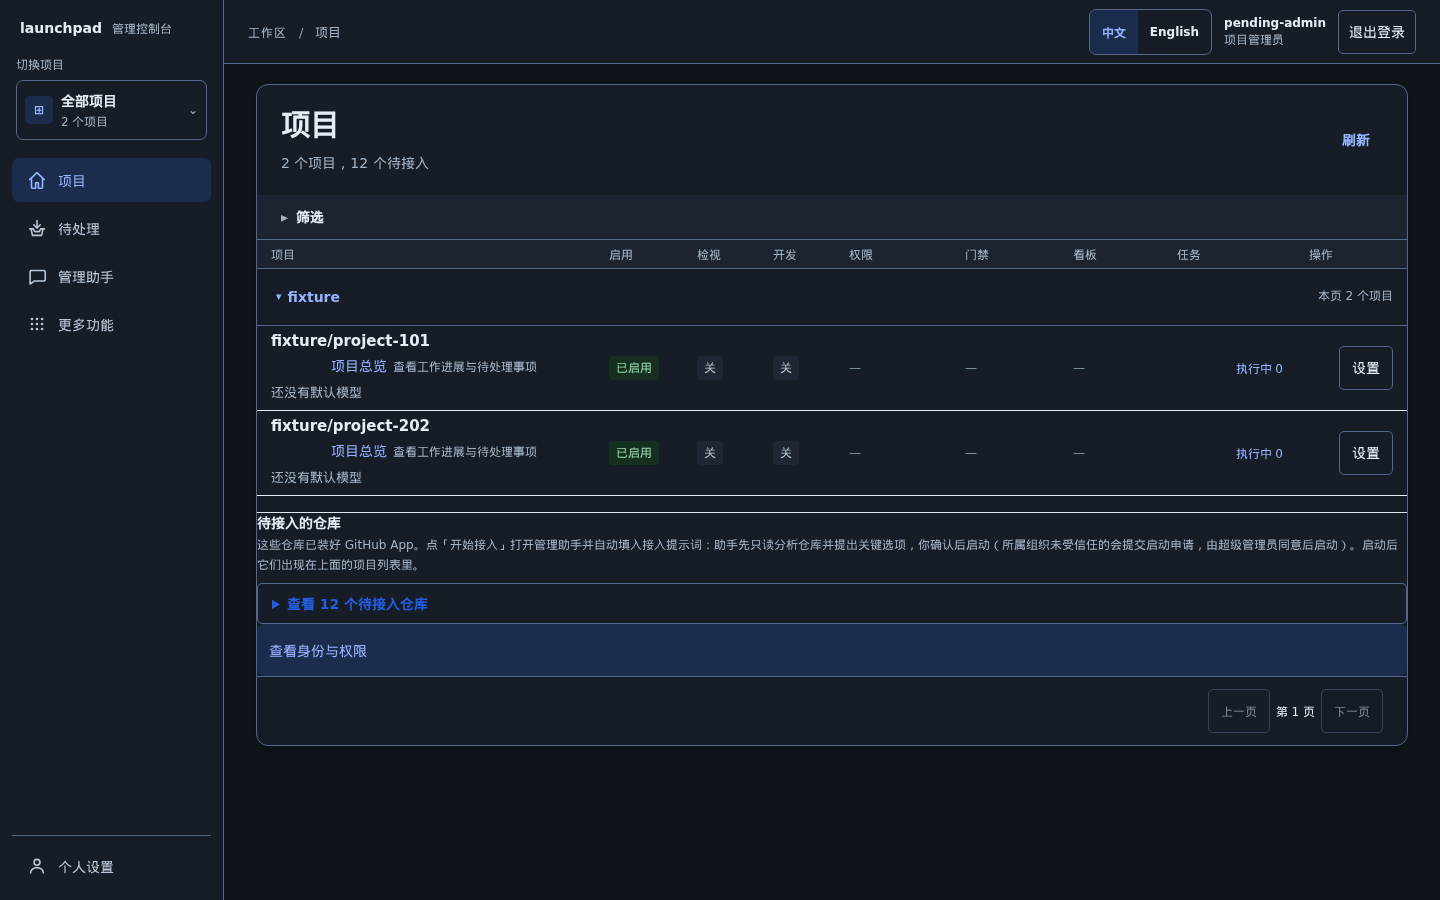 launchpad 管理控制台
切换项目
全部项目
2 个项目
项目
待处理
管理助手
更多功能
个人设置
工作区 / 项目
中文 English
pending-admin
项目管理员
退出登录
项目
2 个项目，12 个待接入
刷新
▸ 筛选
项目 启用 检视 开发 权限 门禁 看板 任务 操作
▾ fixture 本页 2 个项目
fixture/project-101
项目总览 查看工作进展与待处理事项 已启用 关 关 — — — 执行中 0 设置
还没有默认模型
fixture/project-202
项目总览 查看工作进展与待处理事项 已启用 关 关 — — — 执行中 0 设置
还没有默认模型
待接入的仓库
这些仓库已装好 GitHub App。点「开始接入」打开管理助手并自动填入接入提示词：助手先只读分析仓库并提出关键选项，你确认后启动（所属组织未受信任的会提交启动申请，由超级管理员同意后启动）。启动后
它们出现在上面的项目列表里。
▶ 查看 12 个待接入仓库
查看身份与权限
上一页 第 1 页 下一页